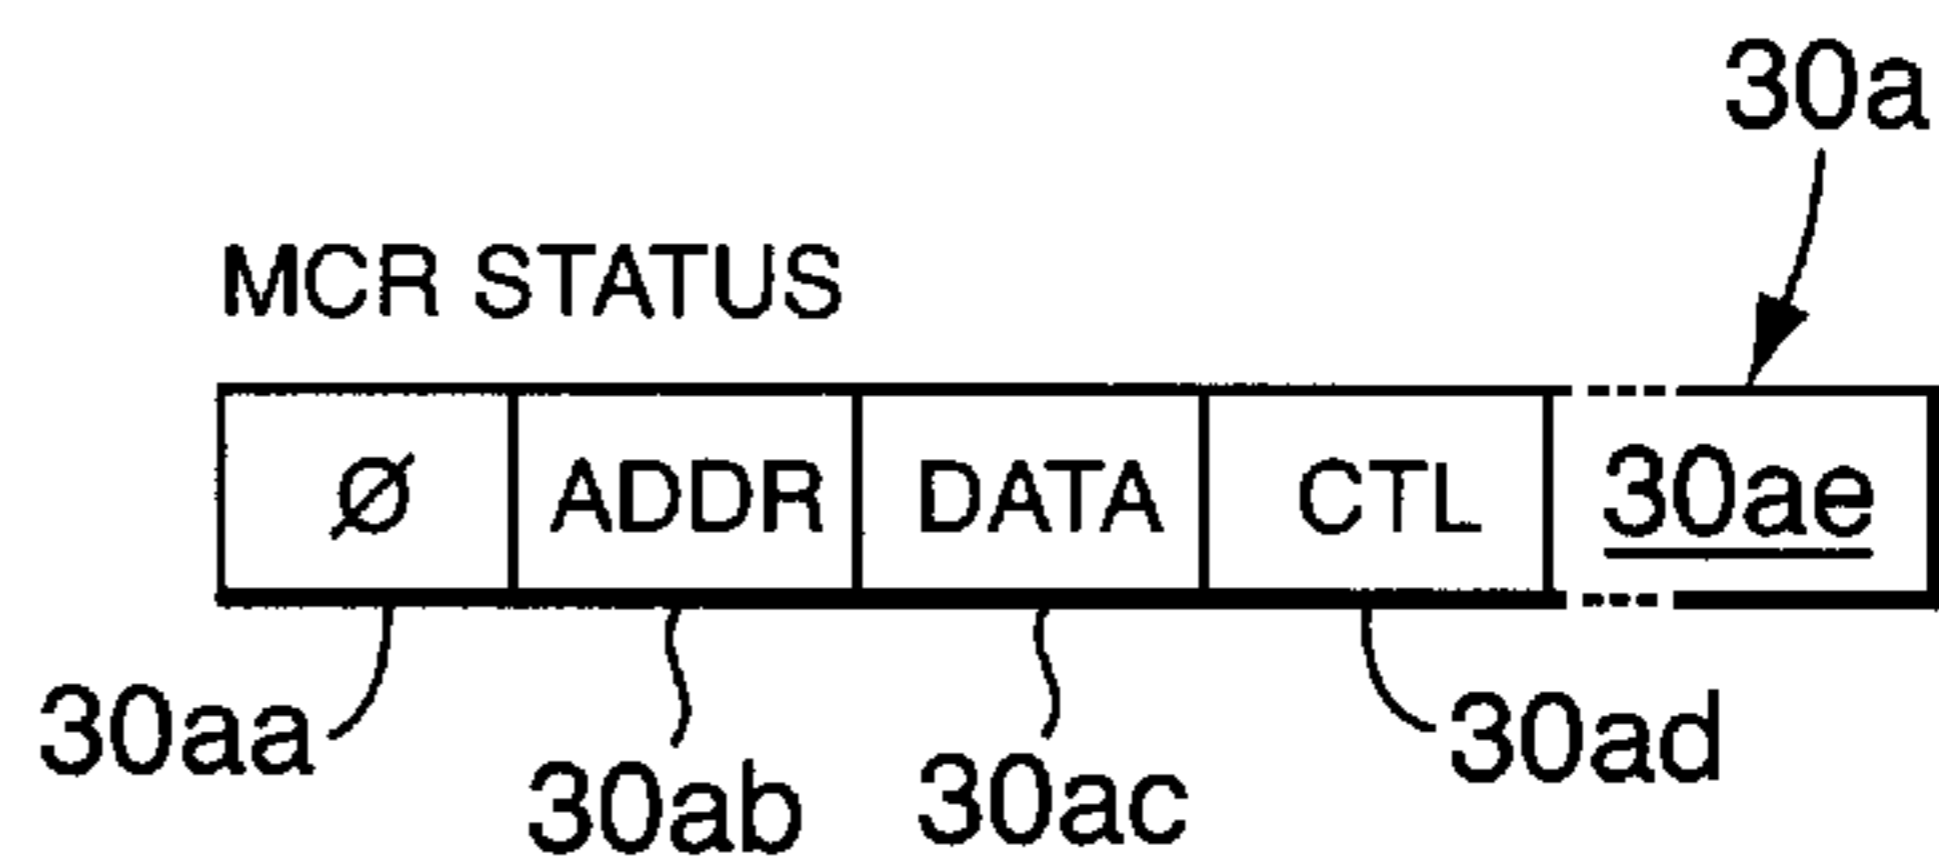 30a
MCR STATUS
Ø ADDR DATA CTL 30ae
30aa 30ab 30ac 30ad